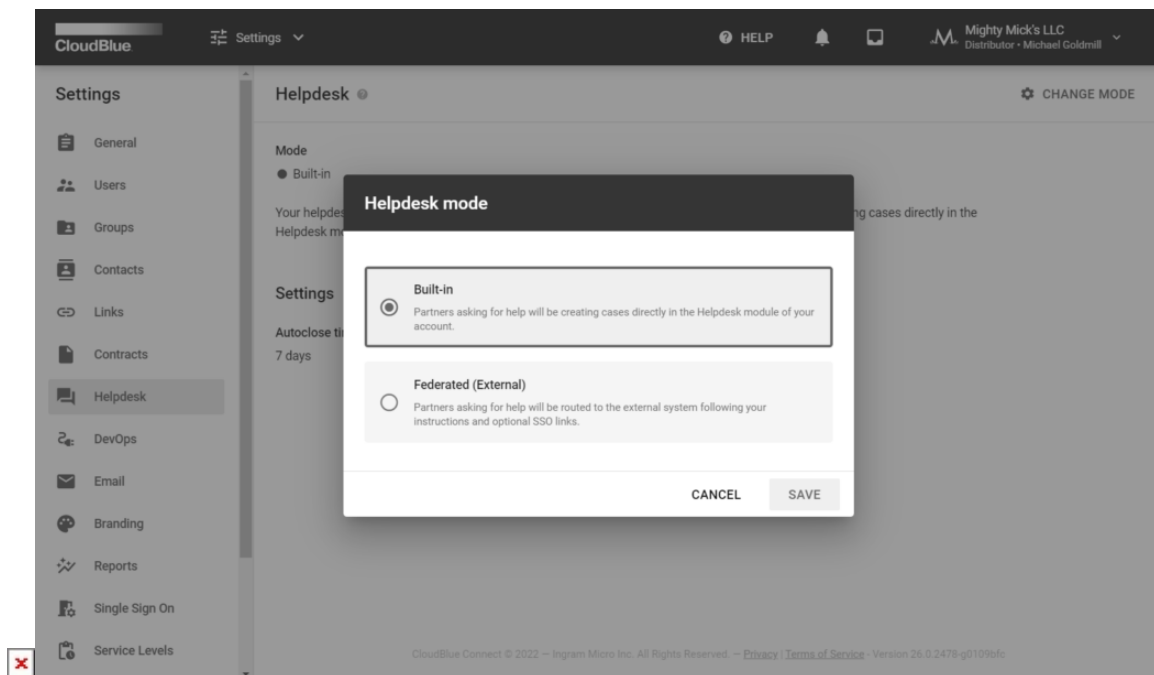 CloudBlue
Settings
HELP
Mighty Mick's LLC
Distributor • Michael Goldmill
Settings
General
Users
Groups
Contacts
Links
Contracts
Helpdesk
DevOps
Email
Branding
Reports
Single Sign On
Service Levels
Helpdesk
CHANGE MODE
Mode
Built-in
Your helpdes
ng cases directly in the
Helpdesk m
Settings
Autoclose ti
7 days
Helpdesk mode
Built-in
Partners asking for help will be creating cases directly in the Helpdesk module of your
account.
Federated (External)
Partners asking for help will be routed to the external system following your
instructions and optional SSO links.
CANCEL
SAVE
CloudBlue Connect © 2022 — Ingram Micro Inc. All Rights Reserved. — Privacy | Terms of Service - Version 26.0.2478-g0109bfc